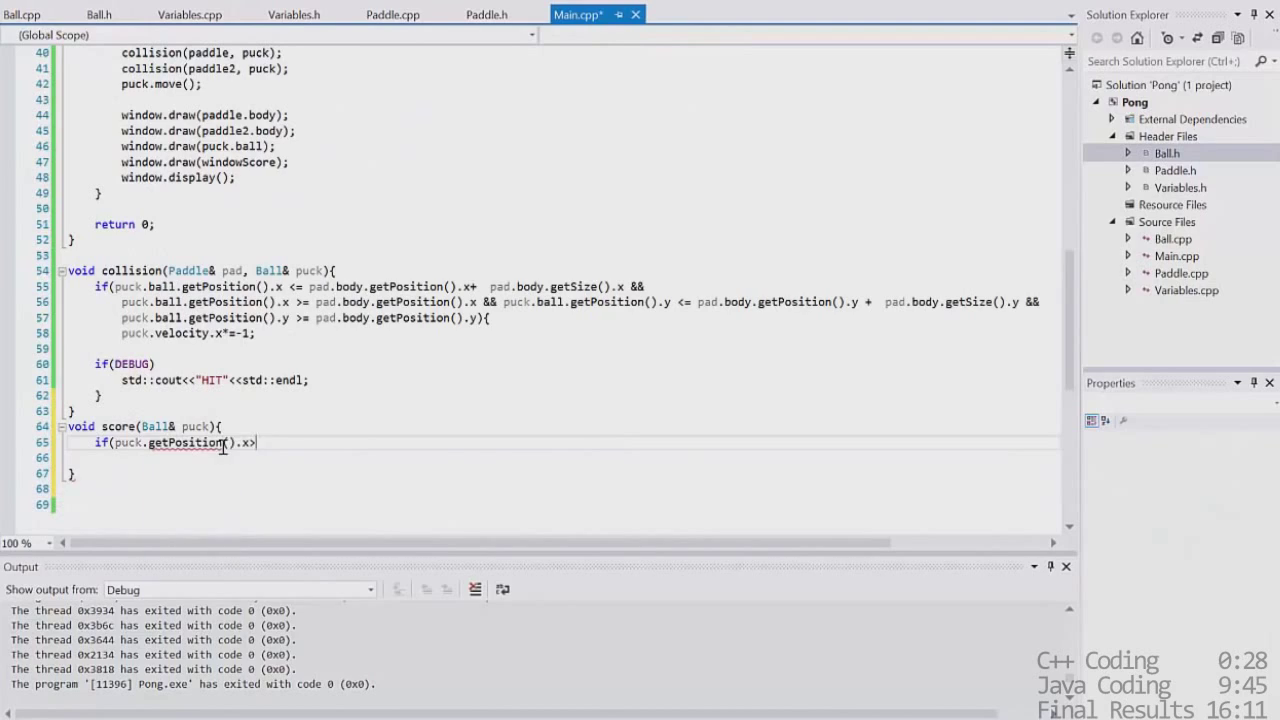 Ball.cpp Ball.h Variables.cpp Variables.h Paddle.cpp Paddle.h Main.cpp*
Solution Explorer
(Global Scope)
Search Solution Explorer (Ctrl+;)
Solution 'Pong' (1 project)
Pong
External Dependencies
Header Files
Ball.h
Paddle.h
Variables.h
Resource Files
Source Files
Ball.cpp
Main.cpp
Paddle.cpp
Variables.cpp
40 collision(paddle, puck);
41 collision(paddle2, puck);
42 puck.move();
43
44 window.draw(paddle.body);
45 window.draw(paddle2.body);
46 window.draw(puck.ball);
47 window.draw(windowScore);
48 window.display();
49 }
50
51 return 0;
52 }
53
54 void collision(Paddle& pad, Ball& puck){
55 if(puck.ball.getPosition().x <= pad.body.getPosition().x+ pad.body.getSize().x &&
56 puck.ball.getPosition().x >= pad.body.getPosition().x && puck.ball.getPosition().y <= pad.body.getPosition().y + pad.body.getSize().y &&
57 puck.ball.getPosition().y >= pad.body.getPosition().y){
58 puck.velocity.x*=-1;
59
60 if(DEBUG)
61 std::cout<<"HIT"<<std::endl;
62 }
63 }
64 void score(Ball& puck){
65 if(puck.getPosition().x>
66
67 }
68
69
100 %
Properties
Output
Show output from: Debug
The thread 0x3934 has exited with code 0 (0x0).
The thread 0x3b6c has exited with code 0 (0x0).
The thread 0x3644 has exited with code 0 (0x0).
The thread 0x2134 has exited with code 0 (0x0).
The thread 0x3818 has exited with code 0 (0x0).
The program '[11396] Pong.exe' has exited with code 0 (0x0).
C++ Coding 0:28
Java Coding 9:45
Final Results 16:11